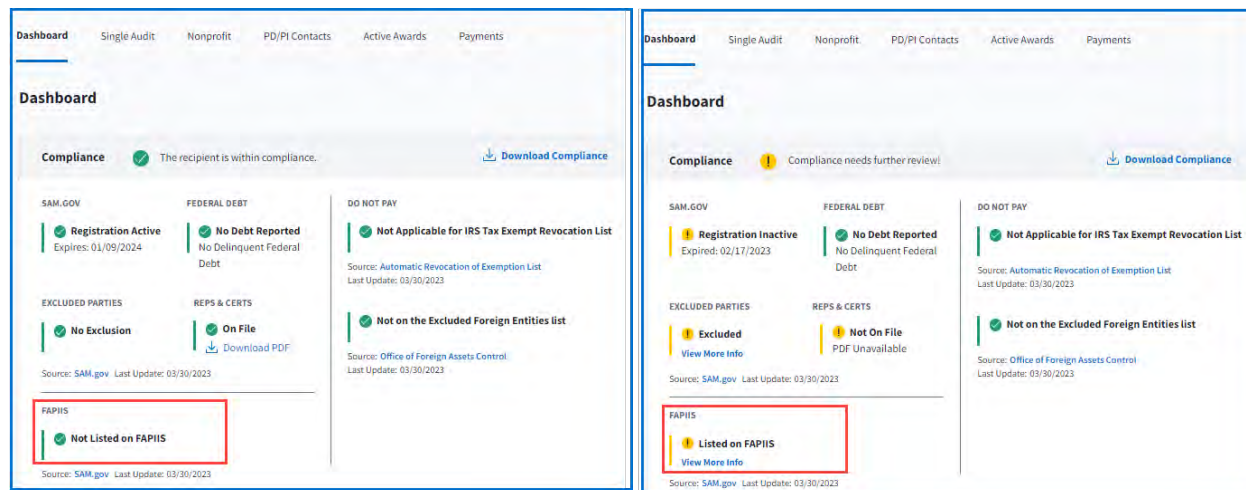 Dashboard Single Audit Nonprofit PD/PI Contacts Active Awards Payments
Dashboard
Compliance The recipient is within compliance. Download Compliance
SAM.GOV FEDERAL DEBT DO NOT PAY
Registration Active No Debt Reported Not Applicable for IRS Tax Exempt Revocation List
Expires: 01/09/2024 No Delinquent Federal
Debt
Source: Automatic Revocation of Exemption List
Last Update: 03/30/2023
EXCLUDED PARTIES REPS & CERTS
No Exclusion On File Not on the Excluded Foreign Entities list
Download PDF
Source: Office of Foreign Assets Control
Last Update: 03/30/2023
Source: SAM.gov Last Update: 03/30/2023
FAPIIS
Not Listed on FAPIIS
Source: SAM.gov Last Update: 03/30/2023
Dashboard Single Audit Nonprofit PD/PI Contacts Active Awards Payments
Dashboard
Compliance ! Compliance needs further review! Download Compliance
SAM.GOV FEDERAL DEBT DO NOT PAY
! Registration Inactive No Debt Reported Not Applicable for IRS Tax Exempt Revocation List
Expired: 02/17/2023 No Delinquent Federal
Debt
Source: Automatic Revocation of Exemption List
Last Update: 03/30/2023
EXCLUDED PARTIES REPS & CERTS
! Excluded ! Not On File Not on the Excluded Foreign Entities list
View More Info PDF Unavailable
Source: Office of Foreign Assets Control
Last Update: 03/30/2023
Source: SAM.gov Last Update: 03/30/2023
FAPIIS
! Listed on FAPIIS
View More Info
Source: SAM.gov Last Update: 03/30/2023